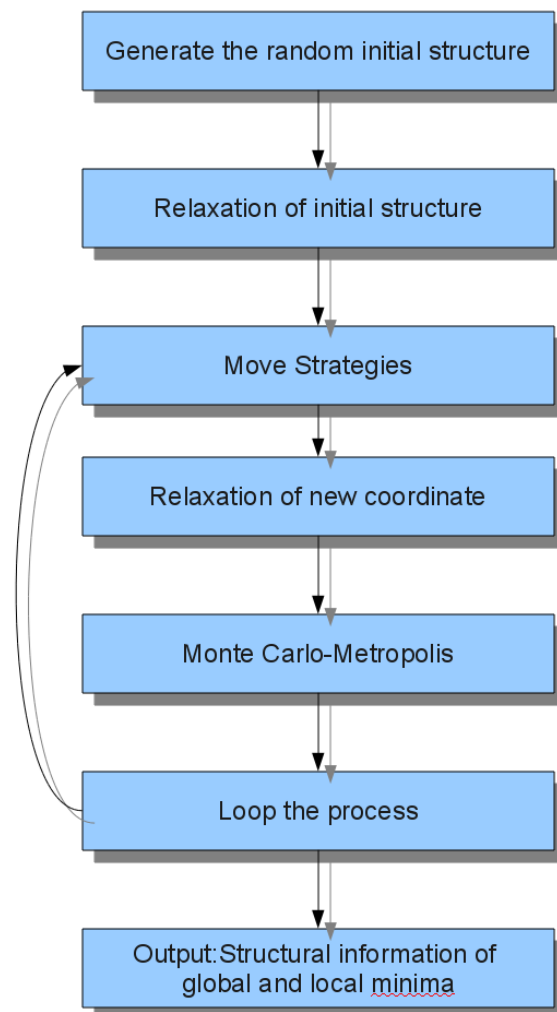 Generate the random initial structure
Relaxation of initial structure
Move Strategies
Relaxation of new coordinate
Monte Carlo-Metropolis
Loop the process
Output:Structural information of
global and local minima